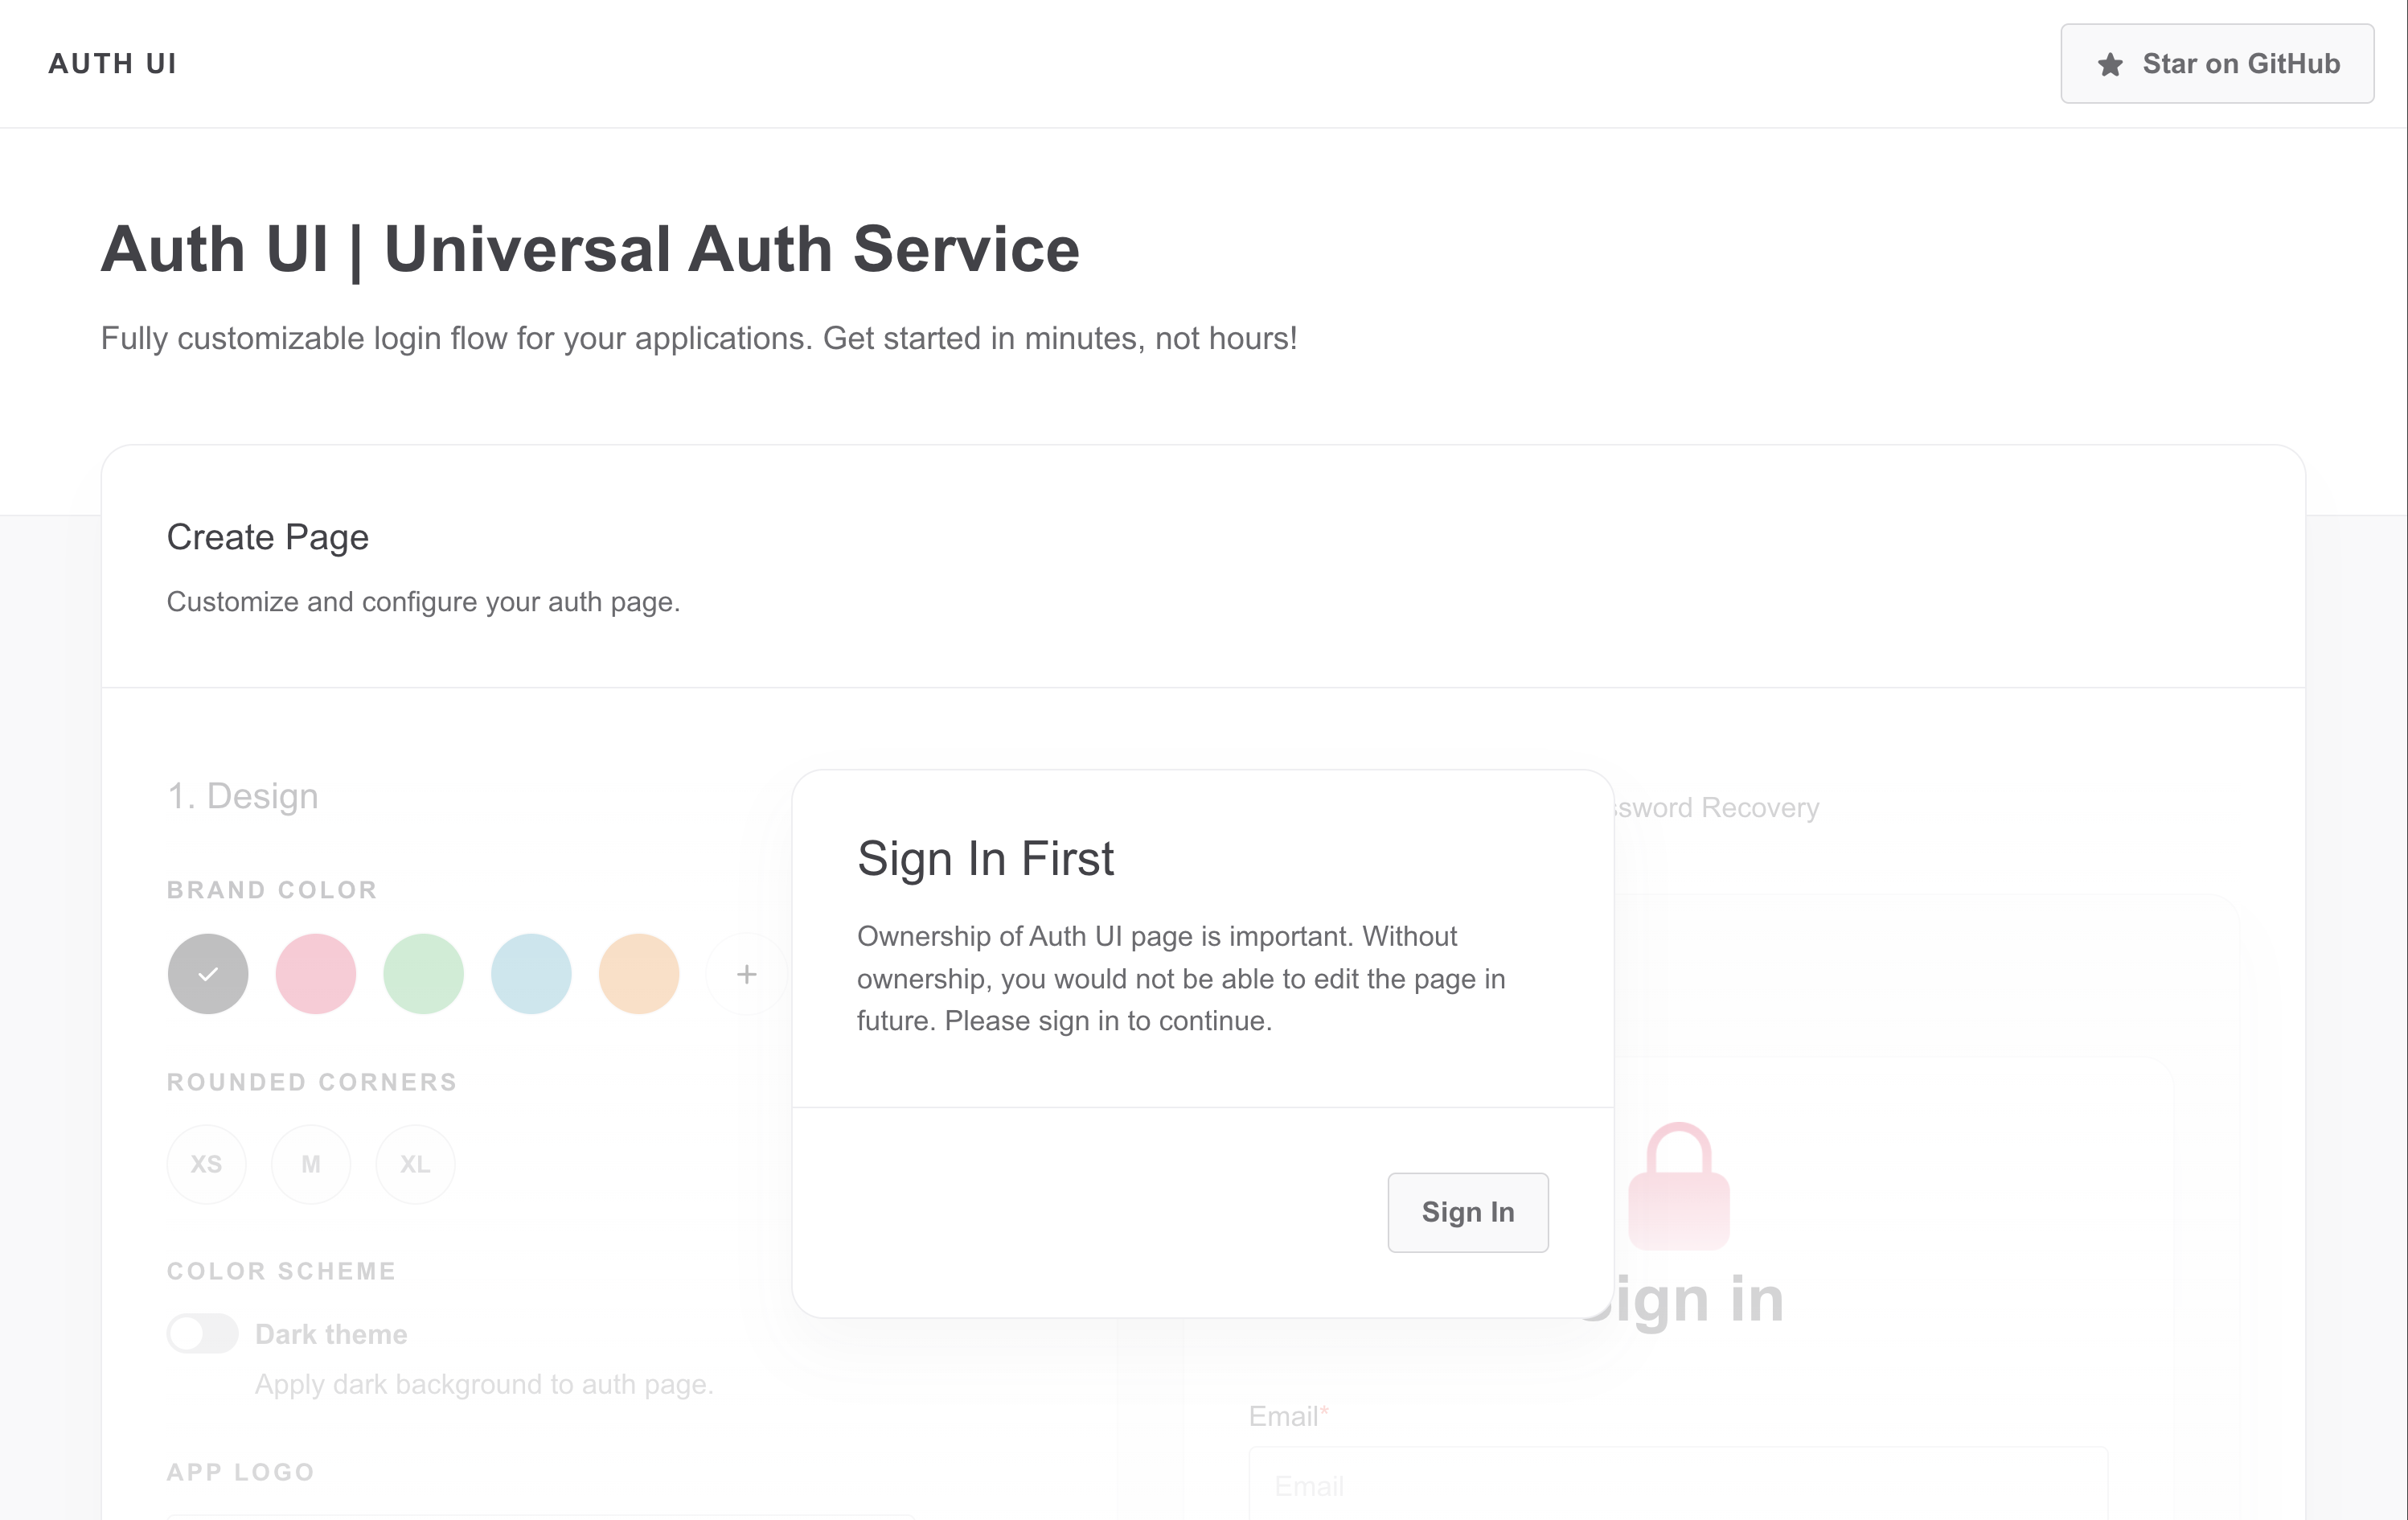 AUTH UI
Star on GitHub
Auth UI | Universal Auth Service
Fully customizable login flow for your applications. Get started in minutes, not hours!
Create Page
Customize and configure your auth page.
1. Design
BRAND COLOR
ROUNDED CORNERS
XS M XL
COLOR SCHEME
Dark theme
Apply dark background to auth page.
APP LOGO
Sign In First
Ownership of Auth UI page is important. Without
ownership, you would not be able to edit the page in
future. Please sign in to continue.
Sign In
Recovery
in
Email*
Email